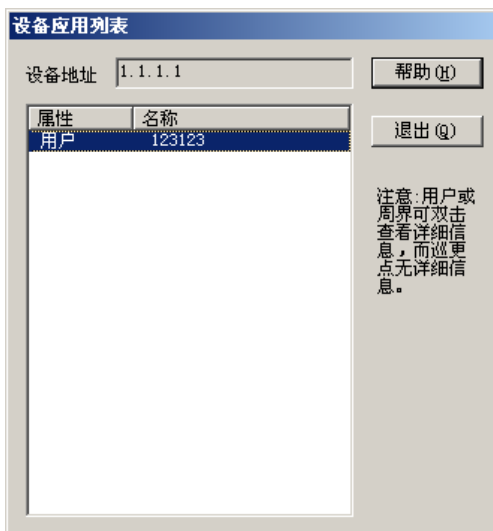 设备应用列表
设备地址 1.1.1.1
帮助(H)
属性 名称
退出(Q)
用户 123123
注意:用户或
周界可双击
查看详细信
息，而巡更
点无详细信
息。